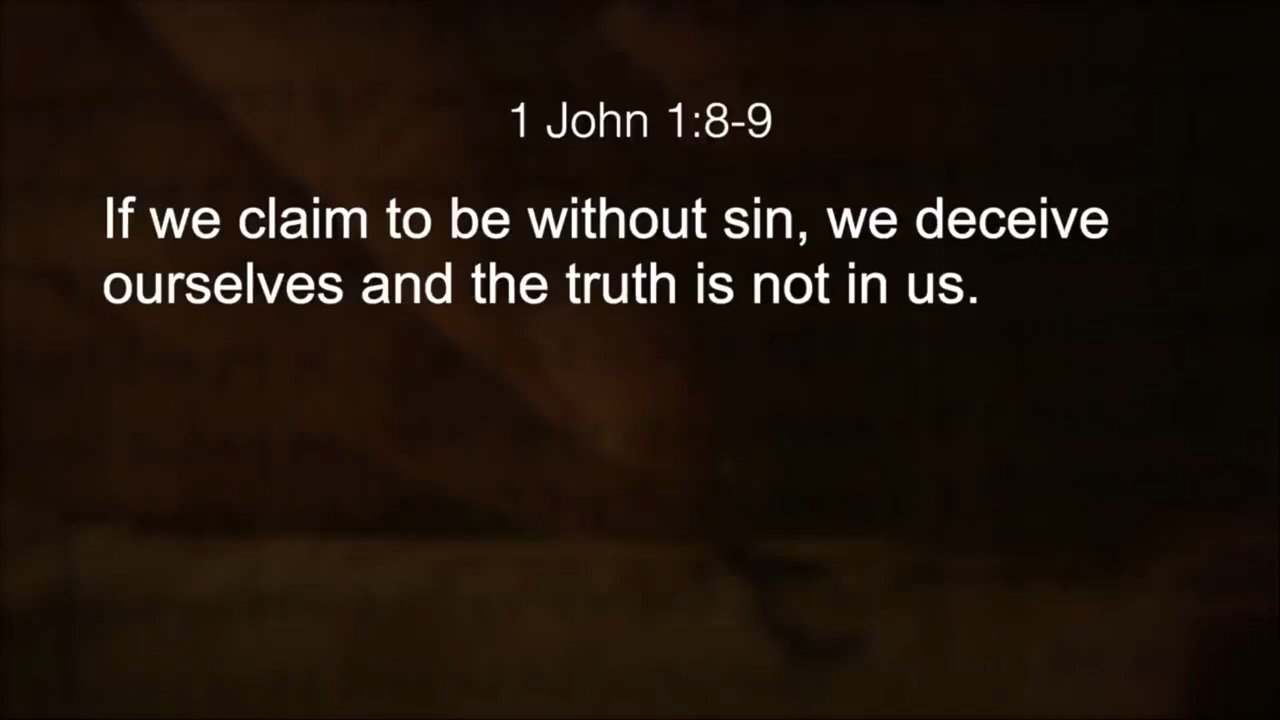 1 John 1:8-9
If we claim to be without sin, we deceive
ourselves and the truth is not in us.